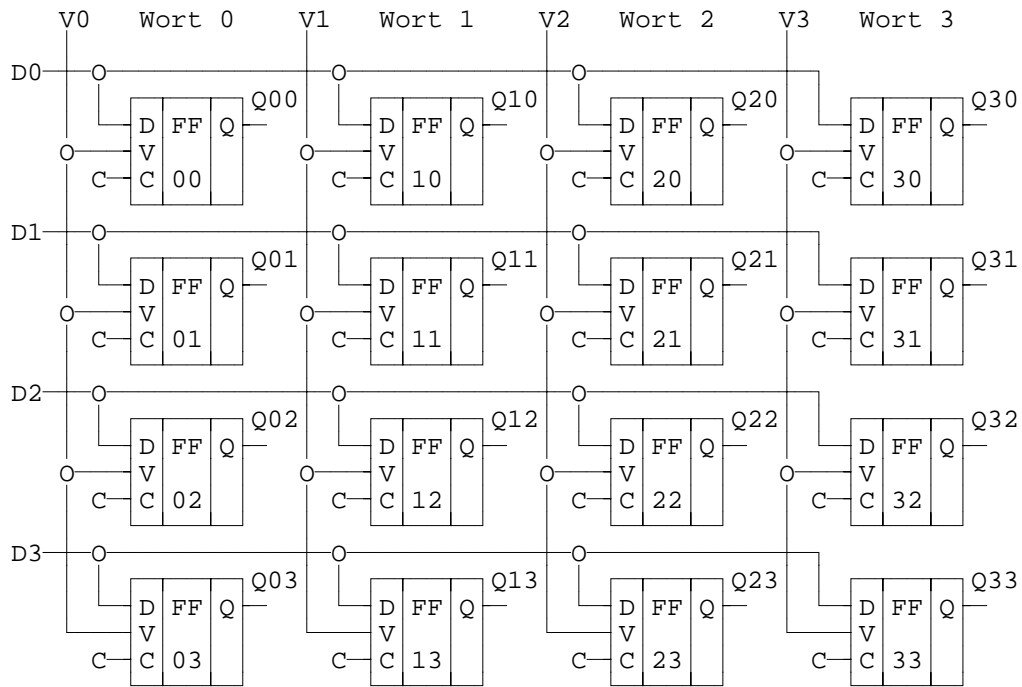 V0 Wort 0 V1 Wort 1 V2 Wort 2 V3 Wort 3
D0
Q00 Q10 Q20 Q30
D FF Q D FF Q D FF Q D FF Q
V V V V
C C 00 C C 10 C C 20 C C 30
D1
Q01 Q11 Q21 Q31
D FF Q D FF Q D FF Q D FF Q
V V V V
C C 01 C C 11 C C 21 C C 31
D2
Q02 Q12 Q22 Q32
D FF Q D FF Q D FF Q D FF Q
V V V V
C C 02 C C 12 C C 22 C C 32
D3
Q03 Q13 Q23 Q33
D FF Q D FF Q D FF Q D FF Q
V V V V
C C 03 C C 13 C C 23 C C 33